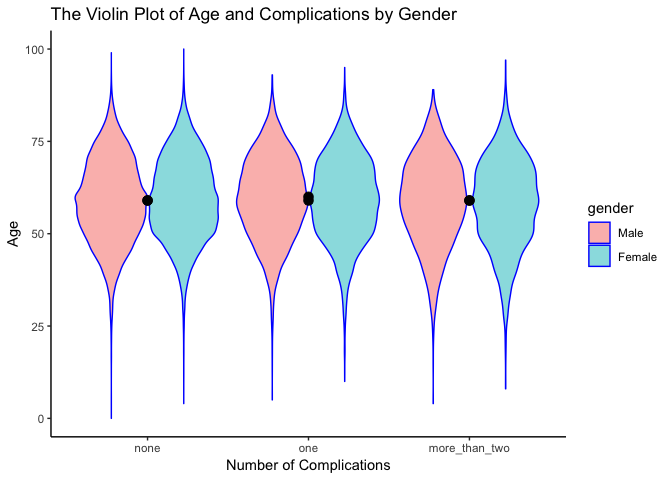 The Violin Plot of Age and Complications by Gender
100
75
50
25
0
Age
none
one
more_than_two
Number of Complications
gender
Male
Female